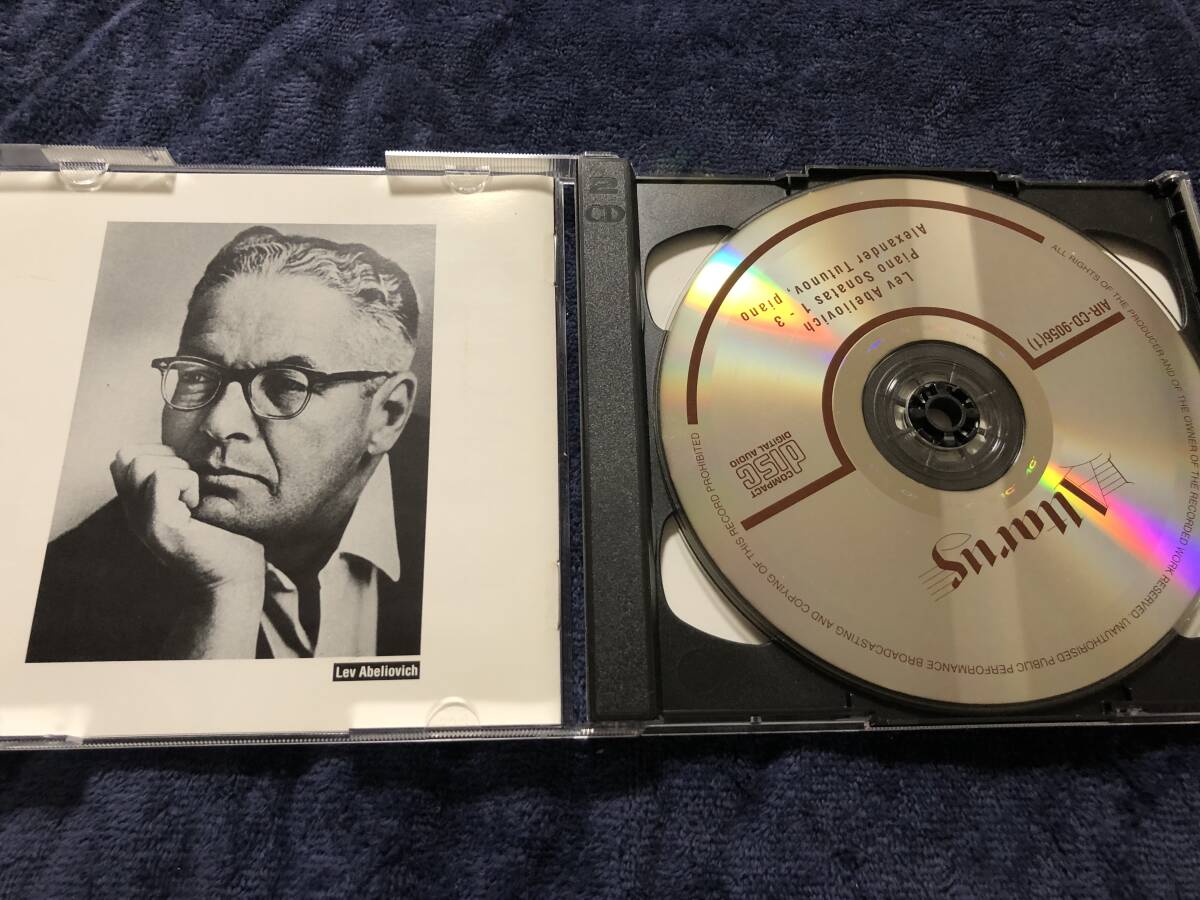 Lev Abeliovich
2
CD
Lev Abeliovich
Piano Sonatas 1 - 3
Alexander Tutunov, piano
AIR-CD-9056(1)
COMPACT
disc
DIGITAL AUDIO
Altarus
ALL RIGHTS OF THE PRODUCER AND OF THE OWNER OF THE RECORDED WORK RESERVED. UNAUTHORISED PUBLIC PERFORMANCE BROADCASTING AND COPYING OF THIS RECORD PROHIBITED